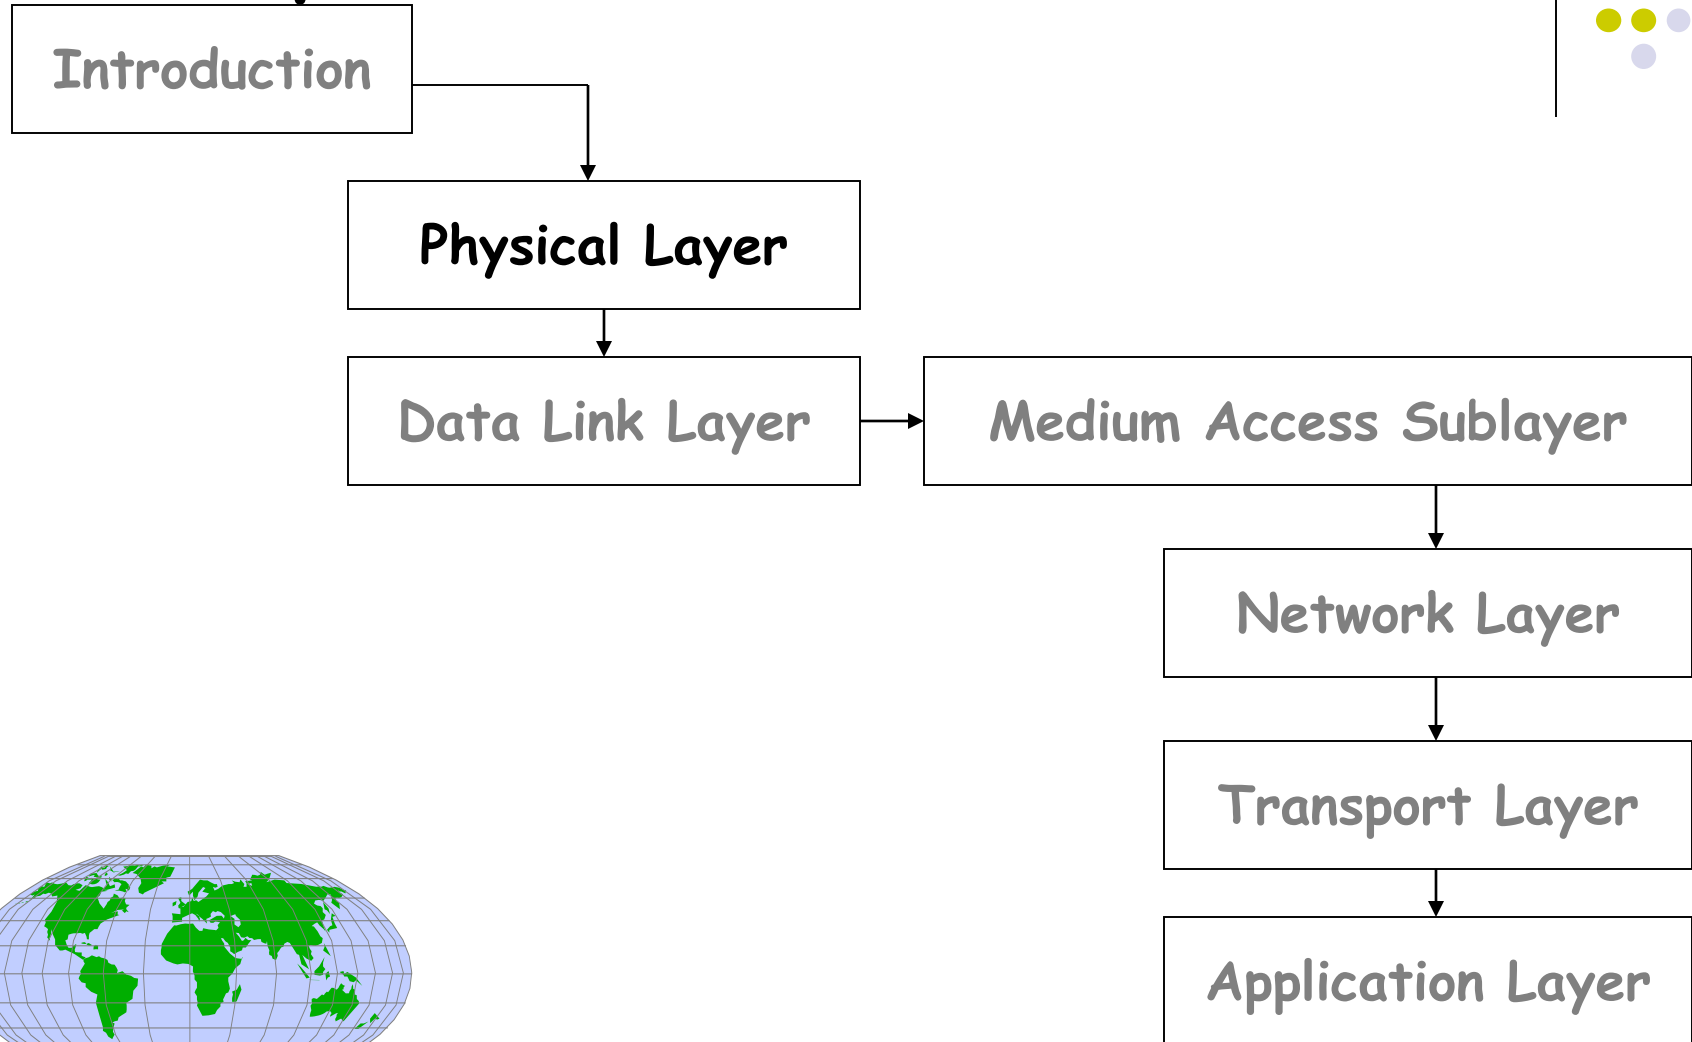 Introduction
Physical Layer
Data Link Layer
Medium Access Sublayer
Network Layer
Transport Layer
Application Layer